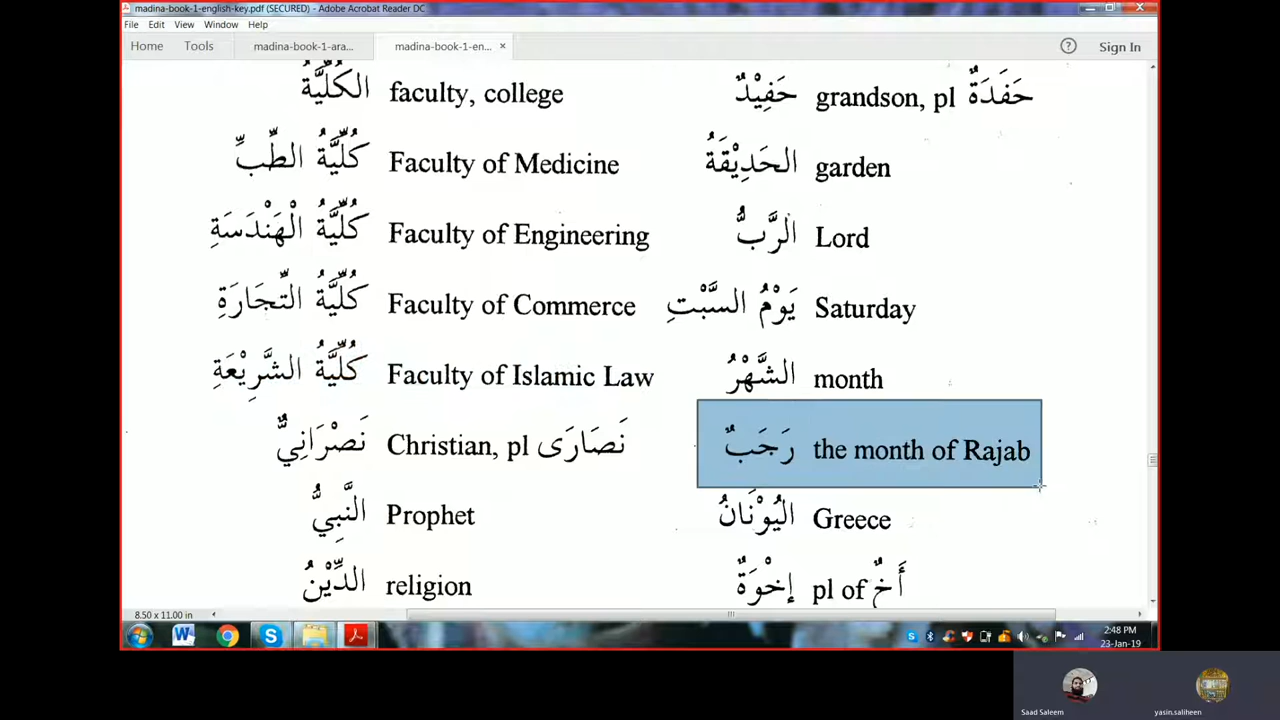 madina-book-1-english-key.pdf (SECURED) - Adobe Acrobat Reader DC
File Edit View Window Help
Home Tools madina-book-1-ara... madina-book-1-en... × ? Sign In
الكُلِّيَّةُ faculty, college
حَفِيْدٌ grandson, pl حَفَدَةٌ
كُلِّيَّةُ الطِّبِّ Faculty of Medicine
الحَدِيْقَةُ garden
كُلِّيَّةُ الْهَنْدَسَةِ Faculty of Engineering
الرَّبُّ Lord
كُلِّيَّةُ التِّجَارَةِ Faculty of Commerce
يَوْمُ السَّبْتِ Saturday
كُلِّيَّةُ الشَّرِيْعَةِ Faculty of Islamic Law
الشَّهْرُ month
نَصْرَانِيٌّ Christian, pl نَصَارَى
رَجَبٌ the month of Rajab
النَّبِيُّ Prophet
اليُوْنَانُ Greece
الدِّيْنُ religion
إِخْوَةٌ pl of أَخٌ
8.50 x 11.00 in
2:48 PM
23-Jan-19
Saad Saleem
yasin.saliheen